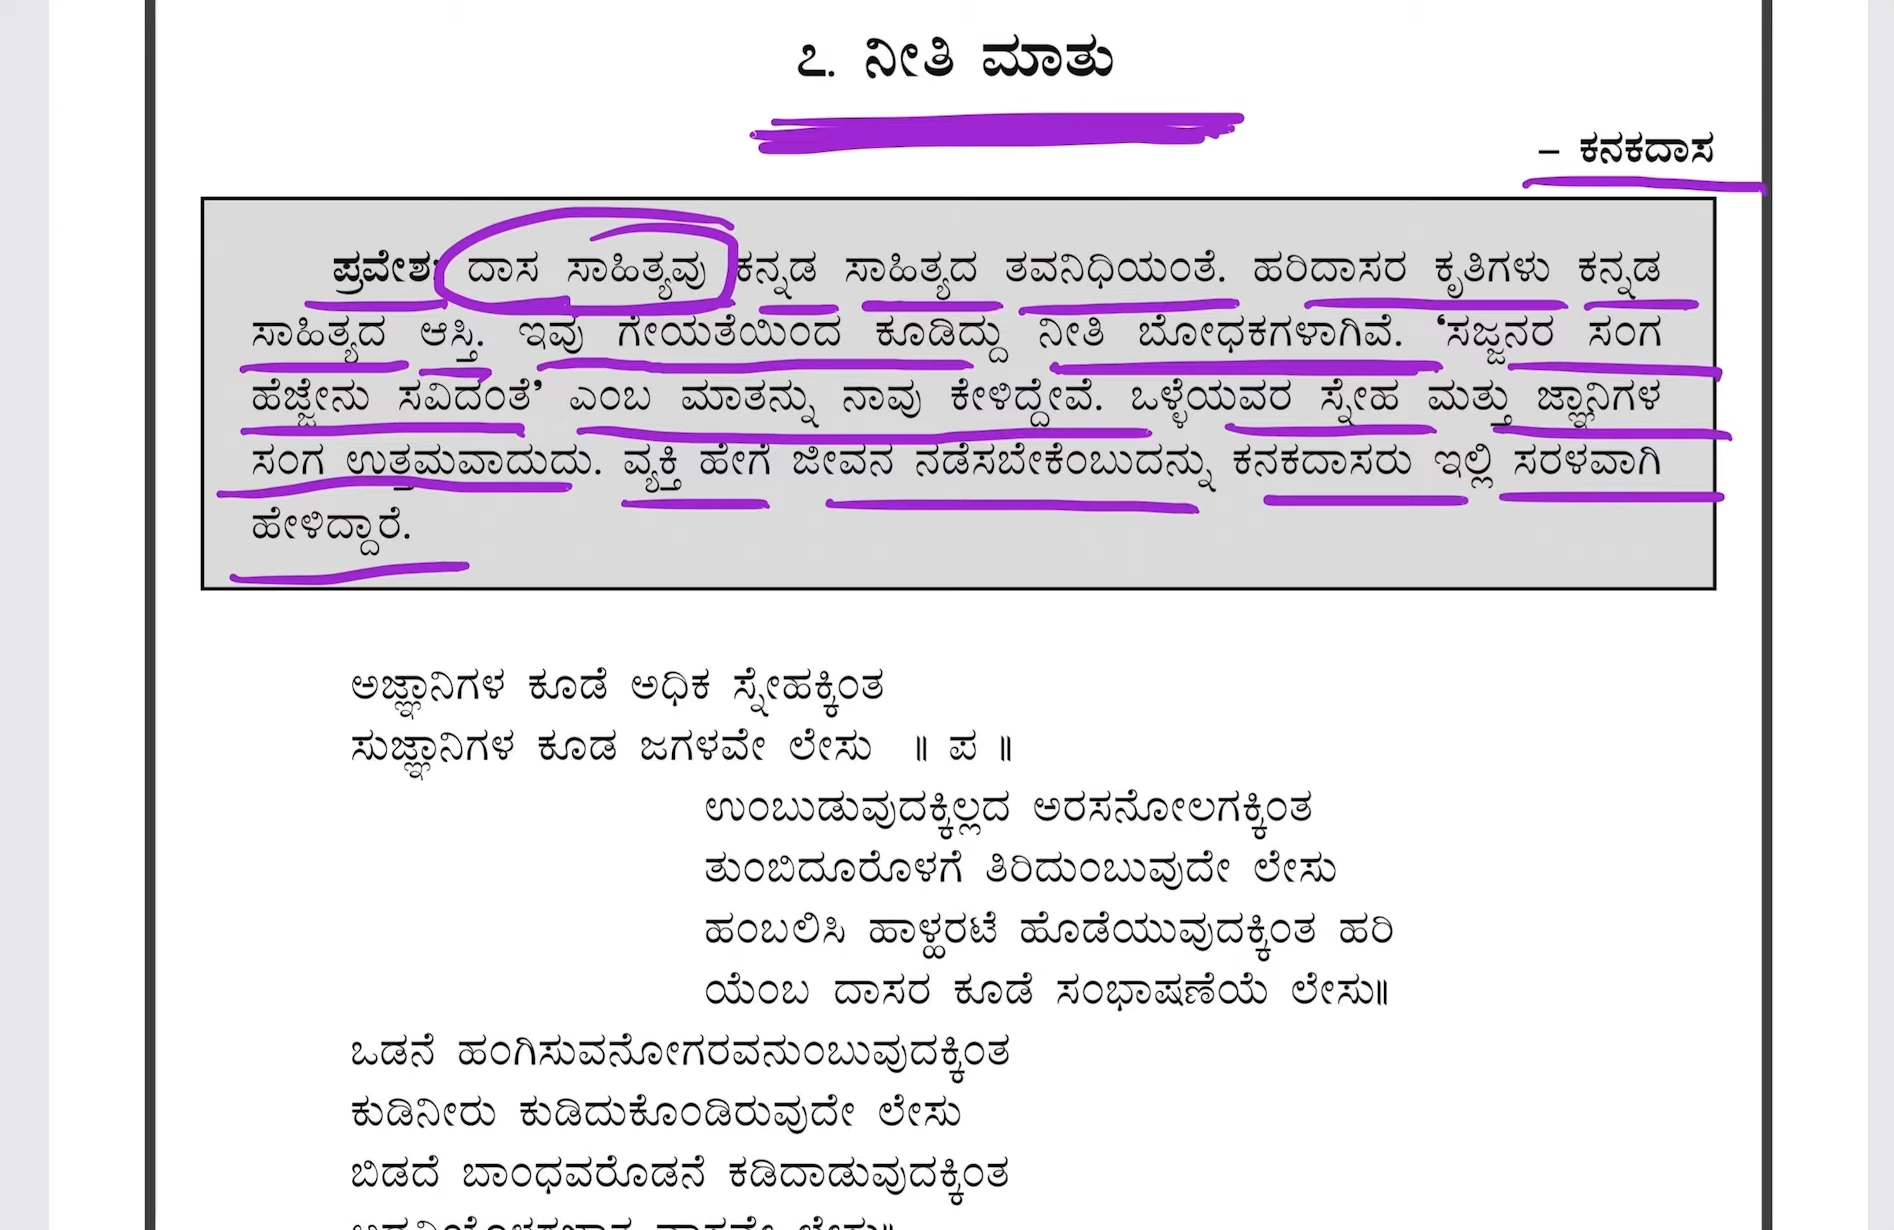 ೭. ನೀತಿ ಮಾತು
– ಕನಕದಾಸ
ಪ್ರವೇಶ: ದಾಸ ಸಾಹಿತ್ಯವು ಕನ್ನಡ ಸಾಹಿತ್ಯದ ತವನಿಧಿಯಂತೆ. ಹರಿದಾಸರ ಕೃತಿಗಳು ಕನ್ನಡ
ಸಾಹಿತ್ಯದ ಆಸ್ತಿ. ಇವು ಗೇಯತೆಯಿಂದ ಕೂಡಿದ್ದು ನೀತಿ ಬೋಧಕಗಳಾಗಿವೆ. ‘ಸಜ್ಜನರ ಸಂಗ
ಹೆಜ್ಜೇನು ಸವಿದಂತೆ’ ಎಂಬ ಮಾತನ್ನು ನಾವು ಕೇಳಿದ್ದೇವೆ. ಒಳ್ಳೆಯವರ ಸ್ನೇಹ ಮತ್ತು ಜ್ಞಾನಿಗಳ
ಸಂಗ ಉತ್ತಮವಾದುದು. ವ್ಯಕ್ತಿ ಹೇಗೆ ಜೀವನ ನಡೆಸಬೇಕೆಂಬುದನ್ನು ಕನಕದಾಸರು ಇಲ್ಲಿ ಸರಳವಾಗಿ
ಹೇಳಿದ್ದಾರೆ.
ಅಜ್ಞಾನಿಗಳ ಕೂಡೆ ಅಧಿಕ ಸ್ನೇಹಕ್ಕಿಂತ
ಸುಜ್ಞಾನಿಗಳ ಕೂಡ ಜಗಳವೇ ಲೇಸು ॥ ಪ ॥
ಉಂಬುಡುವುದಕ್ಕಿಲ್ಲದ ಅರಸನೋಲಗಕ್ಕಿಂತ
ತುಂಬಿದೂರೊಳಗೆ ತಿರಿದುಂಬುವುದೇ ಲೇಸು
ಹಂಬಲಿಸಿ ಹಾಳ್ಹರಟೆ ಹೊಡೆಯುವುದಕ್ಕಿಂತ ಹರಿ
ಯೆಂಬ ದಾಸರ ಕೂಡೆ ಸಂಭಾಷಣೆಯೆ ಲೇಸು॥
ಒಡನೆ ಹಂಗಿಸುವನೋಗರವನುಂಬುವುದಕ್ಕಿಂತ
ಕುಡಿನೀರು ಕುಡಿದುಕೊಂಡಿರುವುದೇ ಲೇಸು
ಬಿಡದೆ ಬಾಂಧವರೊಡನೆ ಕಡಿದಾಡುವುದಕ್ಕಿಂತ